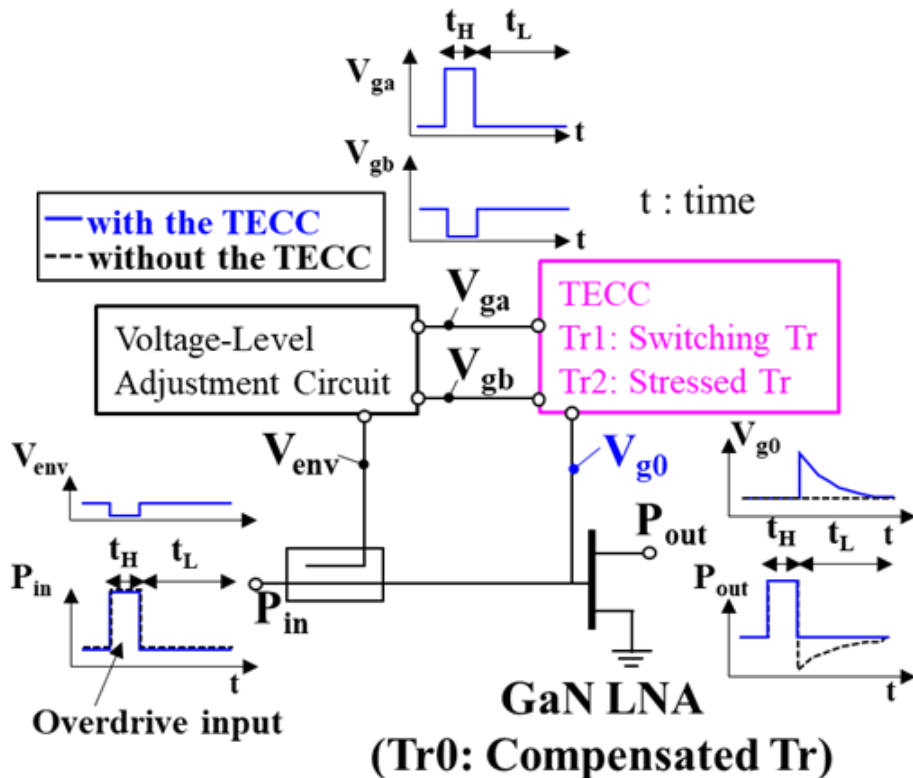 tH tL
Vga
t
Vgb
t
t : time
with the TECC
without the TECC
Voltage-Level
Adjustment Circuit
Vga
Vgb
TECC
Tr1: Switching Tr
Tr2: Stressed Tr
Venv
Venv
Vg0
Vg0
t
tH tL
Pin
t
Overdrive input
Pin
Pout
tH tL
Pout
t
GaN LNA
(Tr0: Compensated Tr)